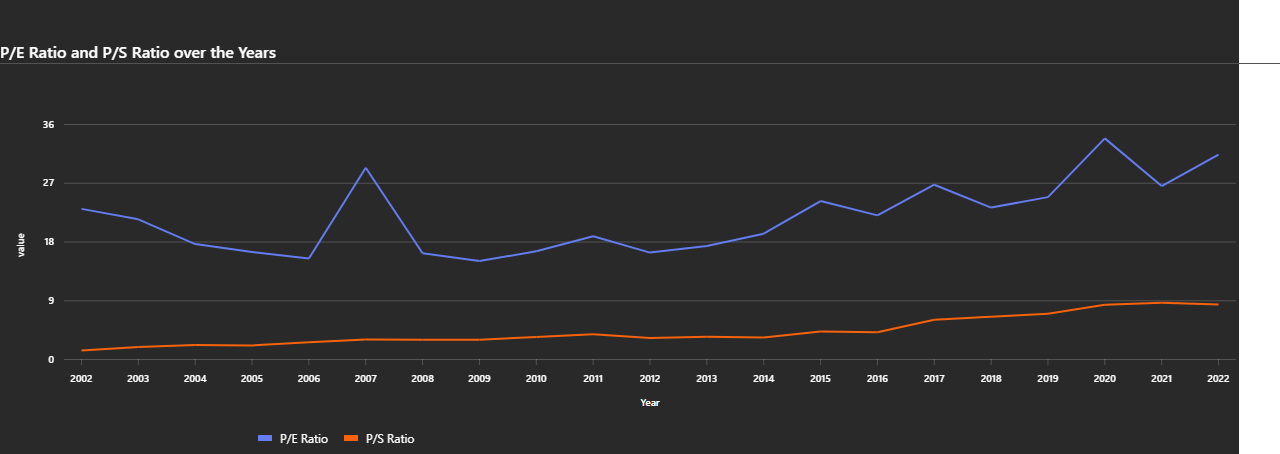 P/E Ratio and P/S Ratio over the Years
36
27
18
9
0
value
2002 2003 2004 2005 2006 2007 2008 2009 2010 2011 2012 2013 2014 2015 2016 2017 2018 2019 2020 2021 2022
Year
P/E Ratio P/S Ratio